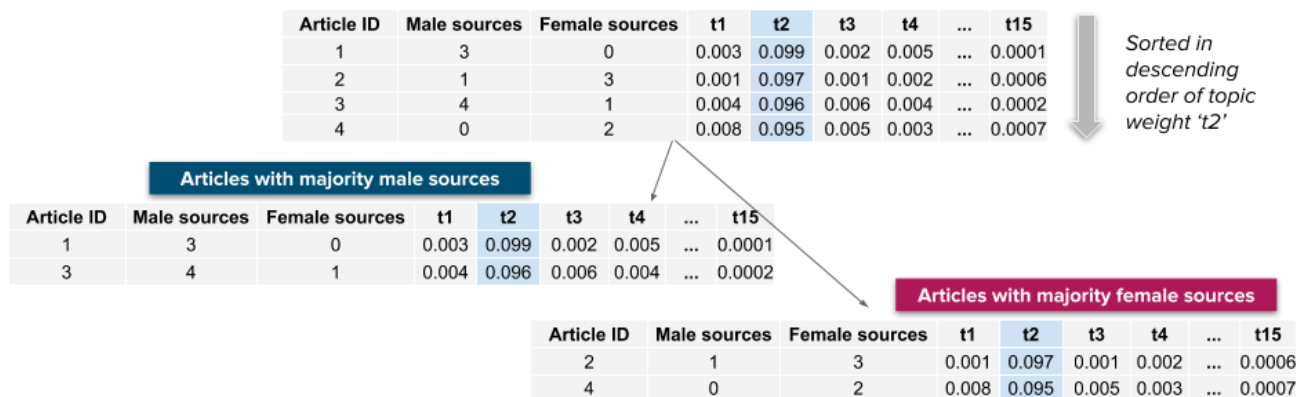 Article ID Male sources Female sources t1 t2 t3 t4 ... t15
1 3 0 0.003 0.099 0.002 0.005 ... 0.0001
2 1 3 0.001 0.097 0.001 0.002 ... 0.0006
3 4 1 0.004 0.096 0.006 0.004 ... 0.0002
4 0 2 0.008 0.095 0.005 0.003 ... 0.0007
Sorted in
descending
order of topic
weight ‘t2’
Articles with majority male sources
Article ID Male sources Female sources t1 t2 t3 t4 ... t15
1 3 0 0.003 0.099 0.002 0.005 ... 0.0001
3 4 1 0.004 0.096 0.006 0.004 ... 0.0002
Articles with majority female sources
Article ID Male sources Female sources t1 t2 t3 t4 ... t15
2 1 3 0.001 0.097 0.001 0.002 ... 0.0006
4 0 2 0.008 0.095 0.005 0.003 ... 0.0007